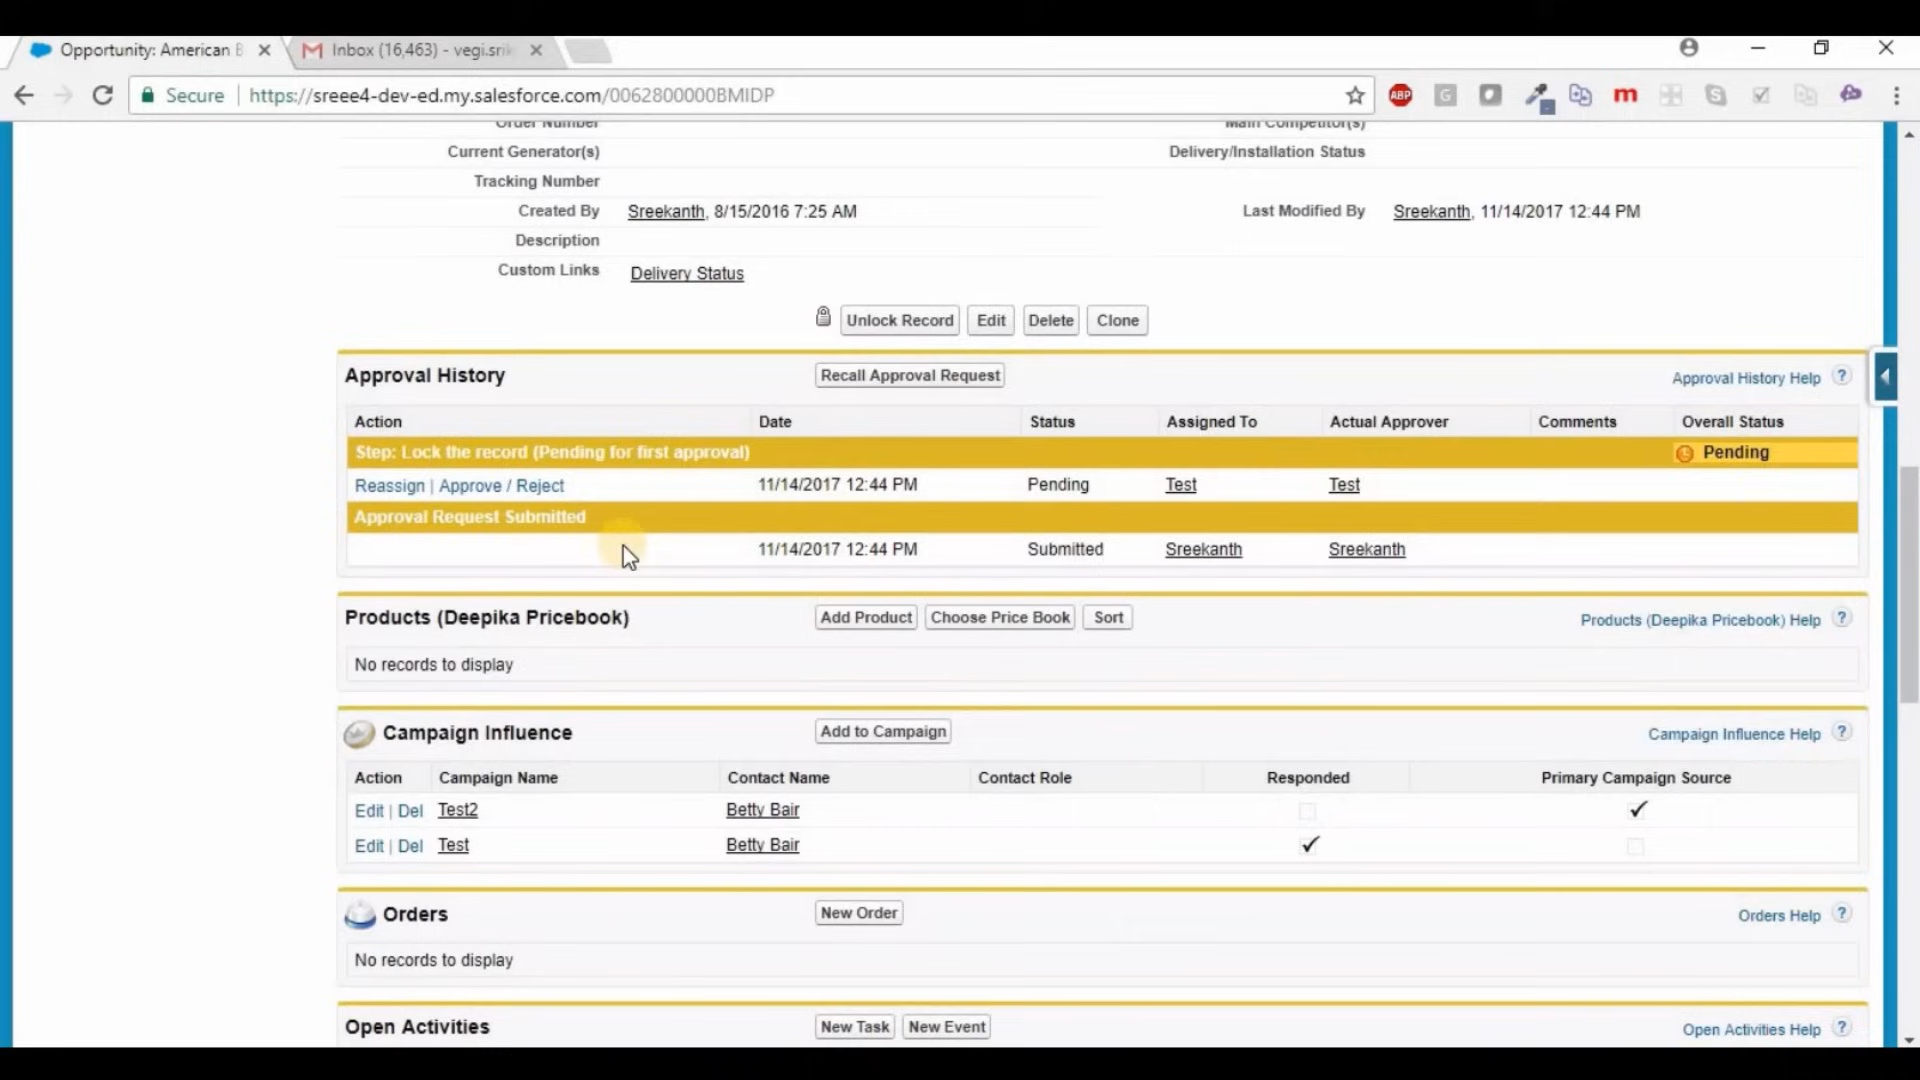 Opportunity: American B
Inbox (16,463) - vegi.srik
Secure https://sreee4-dev-ed.my.salesforce.com/0062800000BMIDP
ABP G m S
Order Number Main Competitor(s)
Current Generator(s) Delivery/Installation Status
Tracking Number
Created By Sreekanth, 8/15/2016 7:25 AM Last Modified By Sreekanth, 11/14/2017 12:44 PM
Description
Custom Links Delivery Status
Unlock Record Edit Delete Clone
Approval History Recall Approval Request Approval History Help ?
Action Date Status Assigned To Actual Approver Comments Overall Status
Step: Lock the record (Pending for first approval) Pending
Reassign | Approve / Reject 11/14/2017 12:44 PM Pending Test Test
Approval Request Submitted
11/14/2017 12:44 PM Submitted Sreekanth Sreekanth
Products (Deepika Pricebook) Add Product Choose Price Book Sort Products (Deepika Pricebook) Help ?
No records to display
Campaign Influence Add to Campaign Campaign Influence Help ?
Action Campaign Name Contact Name Contact Role Responded Primary Campaign Source
Edit | Del Test2 Betty Bair
Edit | Del Test Betty Bair
Orders New Order Orders Help ?
No records to display
Open Activities New Task New Event Open Activities Help ?